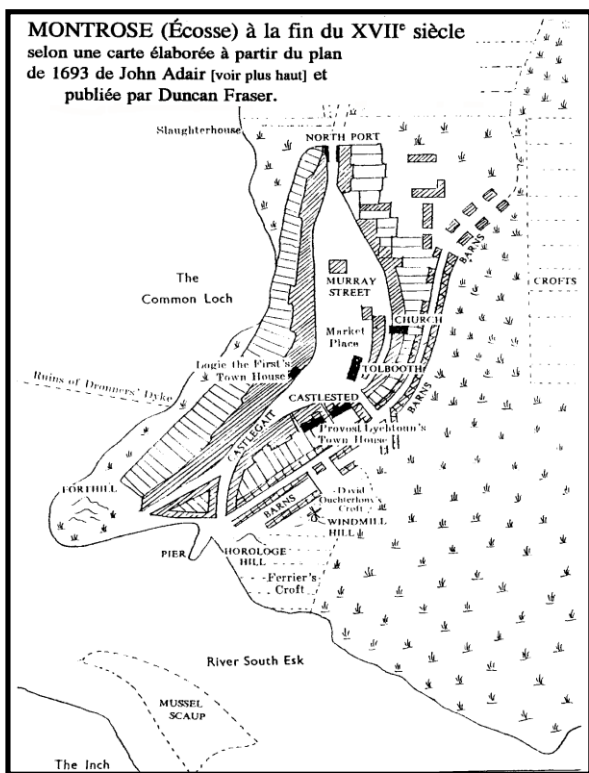 MONTROSE (Écosse) à la fin du XVIIᵉ siècle
selon une carte élaborée à partir du plan
de 1693 de John Adair [voir plus haut] et
publiée par Duncan Fraser.
Slaughterhouse
NORTH PORT
The
Common Loch
MURRAY
STREET
BARNS
CROFTS
CHURCH
Market
Place
Logie the First's
Town House
TOLBOOTH
Ruins of Dronners' Dyke
CASTLESTED
BARNS
CASTLEGAIT
Provost Lychtoun's
Town House
FORTHILL
BARNS
David
Ouchterlony's
Croft
WINDMILL
HILL
PIER
HOROLOGE
HILL
Ferrier's
Croft
River South Esk
MUSSEL
SCAUP
The Inch